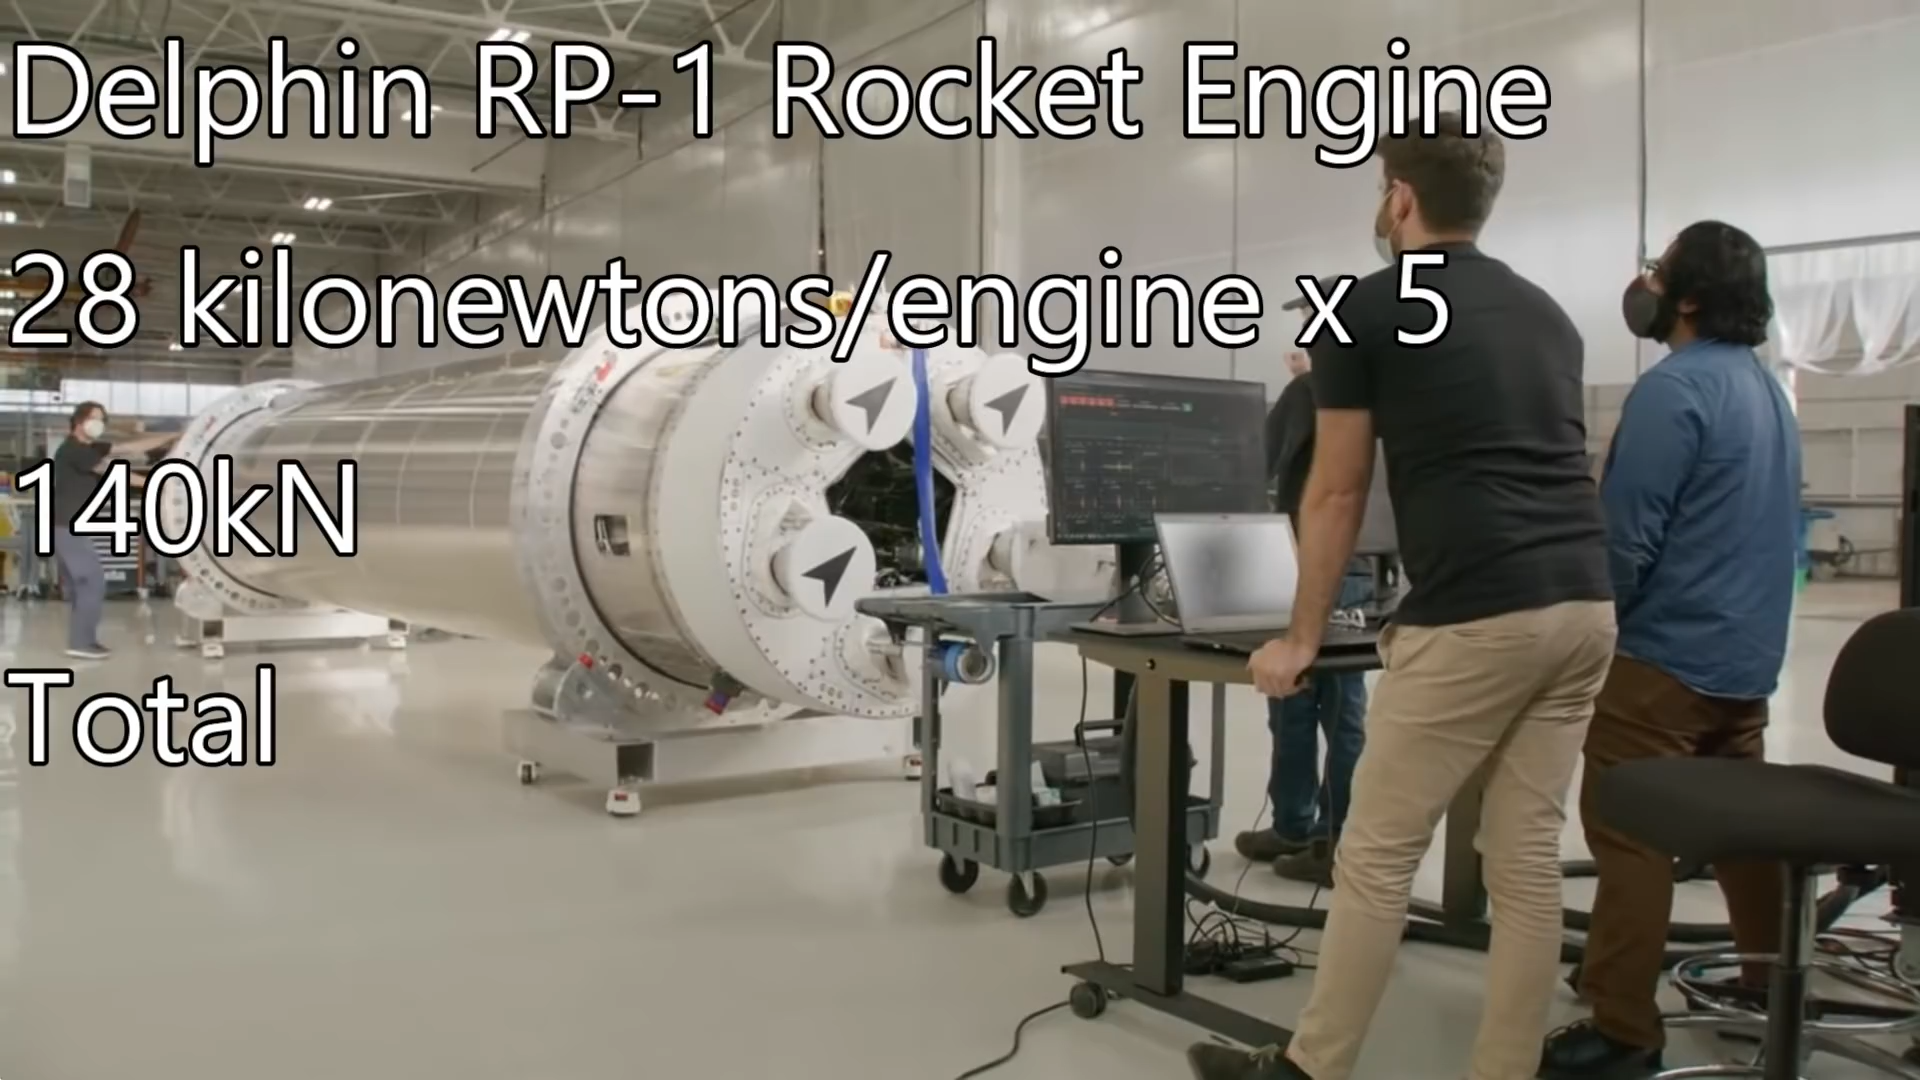 Delphin RP-1 Rocket Engine
28 kilonewtons/engine x 5
140kN
Total